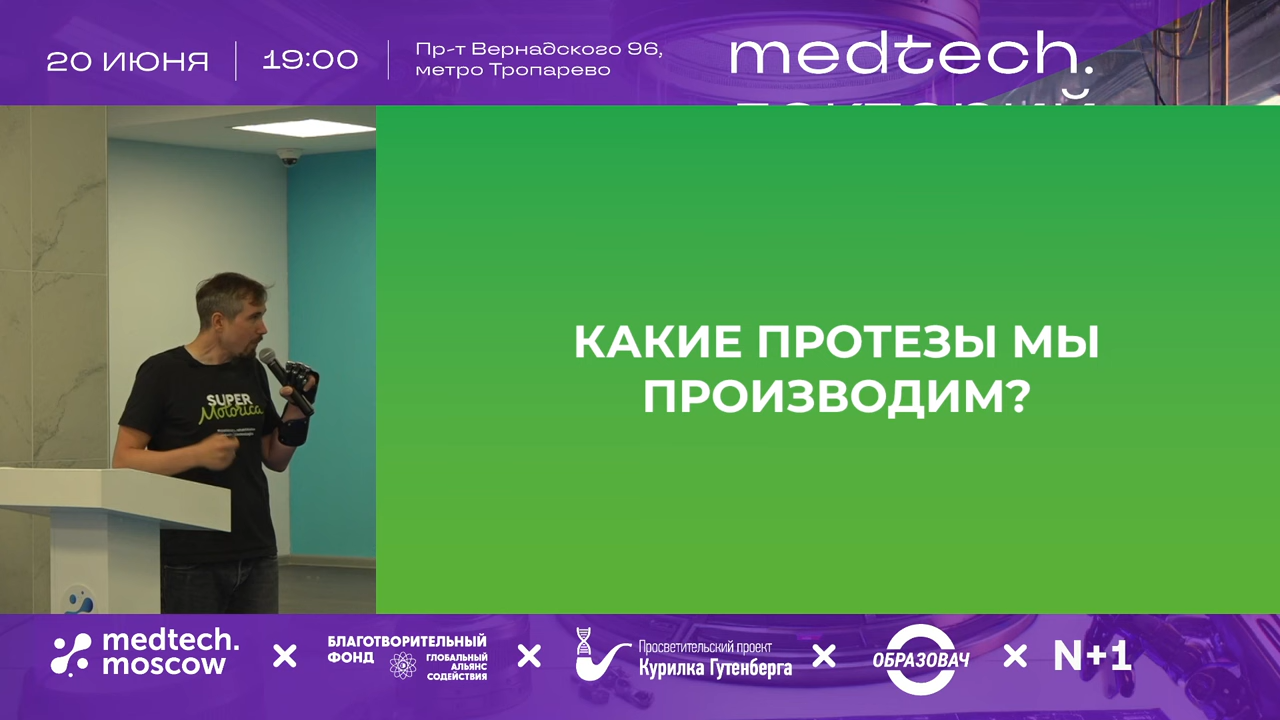 20 ИЮНЯ
19:00
Пр-т Вернадского 96,
метро Тропарево
medtech.
лекторий
КАКИЕ ПРОТЕЗЫ МЫ
ПРОИЗВОДИМ?
SUPER
Motorica
medtech.
moscow
БЛАГОТВОРИТЕЛЬНЫЙ
ФОНД
ГЛОБАЛЬНЫЙ
АЛЬЯНС
СОДЕЙСТВИЯ
Просветительский проект
Курилка Гутенберга
ОБРАЗОВАЧ
N+1